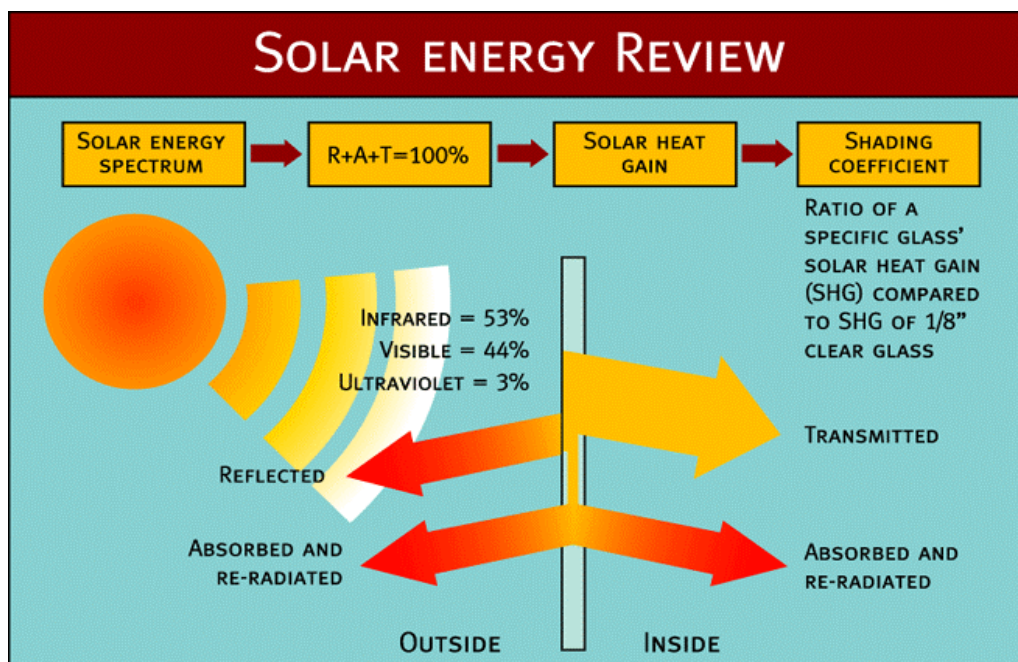 Solar energy Review
Solar energy
spectrum
R+A+T=100%
Solar heat
gain
Shading
coefficient
Ratio of a
specific glass'
solar heat gain
(SHG) compared
to SHG of 1/8"
clear glass
Infrared = 53%
Visible = 44%
Ultraviolet = 3%
Transmitted
Reflected
Absorbed and
re-radiated
Absorbed and
re-radiated
Outside
Inside